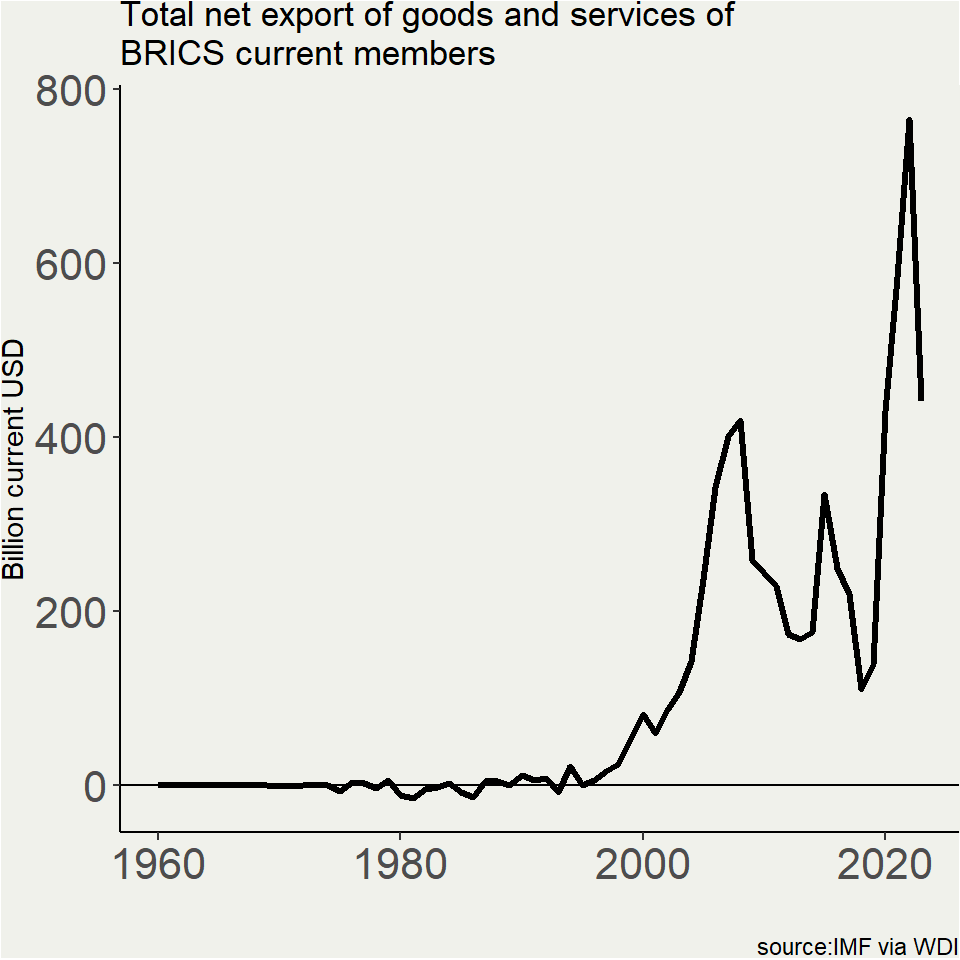 Total net export of goods and services of
BRICS current members
Billion current USD
800
600
400
200
0
1960 1980 2000 2020
source:IMF via WDI